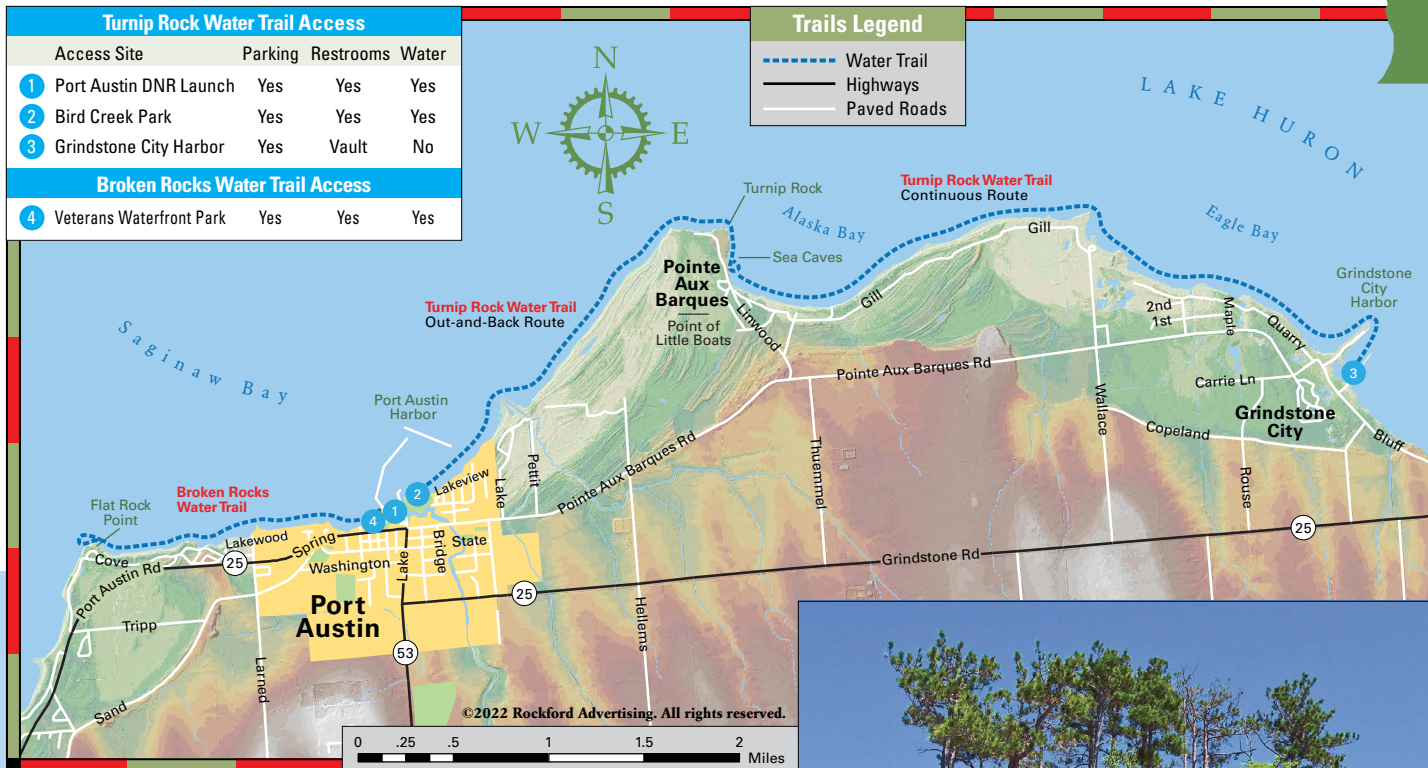 Turnip Rock Water Trail Access
Access Site Parking Restrooms Water
1 Port Austin DNR Launch Yes Yes Yes
2 Bird Creek Park Yes Yes Yes
3 Grindstone City Harbor Yes Vault No
Broken Rocks Water Trail Access
4 Veterans Waterfront Park Yes Yes Yes
N
W E
S
Trails Legend
Water Trail
Highways
Paved Roads
LAKE HURON
Turnip Rock
Alaska Bay
Sea Caves
Turnip Rock Water Trail
Continuous Route
Eagle Bay
Grindstone
City
Harbor
Gill
Gill
Pointe
Aux
Barques
Point of
Little Boats
Linwood
Turnip Rock Water Trail
Out-and-Back Route
Saginaw Bay
Port Austin
Harbor
2nd
1st
Maple
Quarry
3
Pointe Aux Barques Rd
Carrie Ln
Grindstone
City
Wallace
Copeland
Bluff
Rouse
Thuemmel
Pointe Aux Barques Rd
Pettit
Lake
Lakeview
2
1
4
Broken Rocks
Water Trail
Flat Rock
Point
Cove
Port Austin Rd
25
Lakewood
Spring
Washington
Lake
Bridge
State
25
Grindstone Rd
25
Port
Austin
Tripp
Sand
Larned
53
Hellems
©2022 Rockford Advertising. All rights reserved.
0 .25 .5 1 1.5 2 Miles